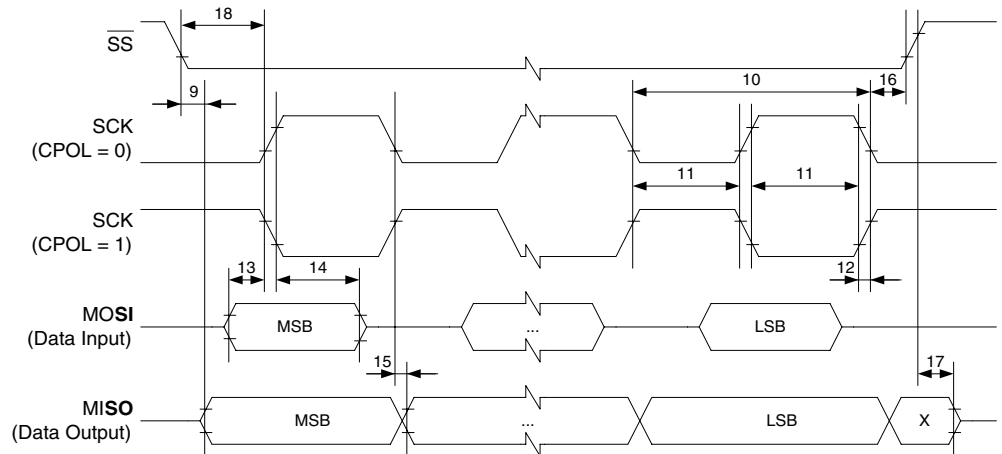 18
SS
10
16
9
SCK
(CPOL = 0)
11
11
SCK
(CPOL = 1)
13
14
12
MOSI
(Data Input)
MSB
...
LSB
15
17
MISO
(Data Output)
MSB
...
LSB
X